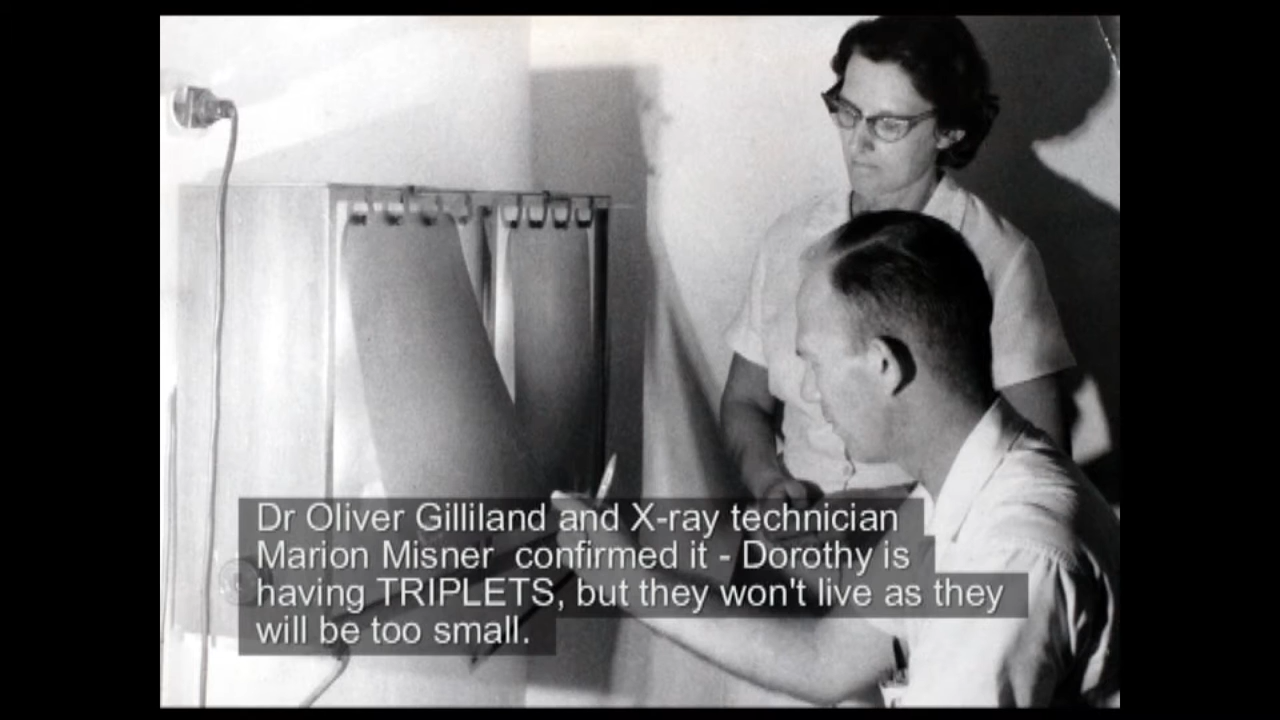 Dr Oliver Gilliland and X-ray technician
Marion Misner  confirmed it - Dorothy is
having TRIPLETS, but they won't live as they
will be too small.